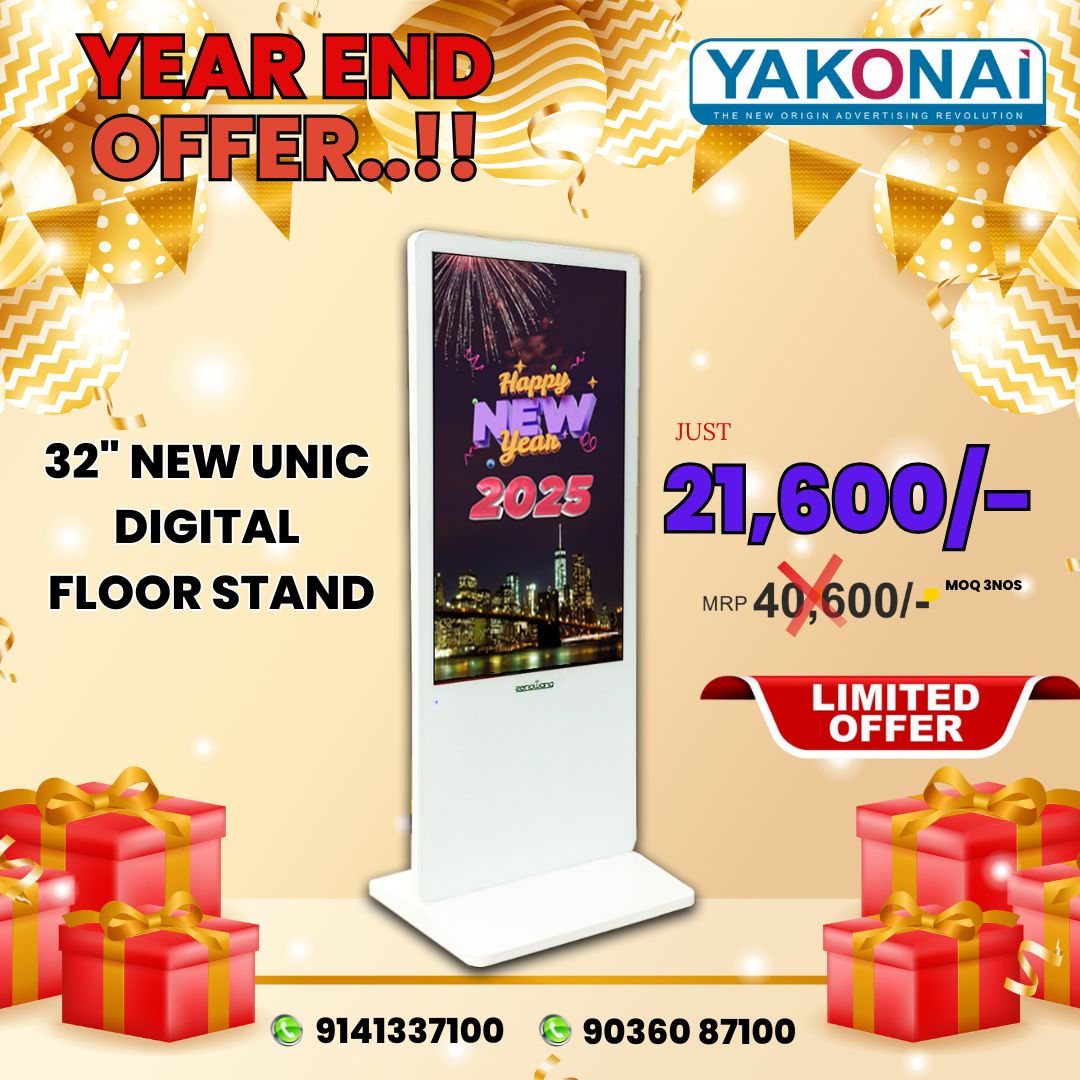 YEAR END
OFFER..!!
YAKONAi
THE NEW ORIGIN ADVERTISING REVOLUTION
Happy
NEW
Year
2025
32" NEW UNIC
DIGITAL
FLOOR STAND
JUST
21,600/-
MRP 40,600/-
MOQ 3NOS
LIMITED
OFFER
9141337100
90360 87100